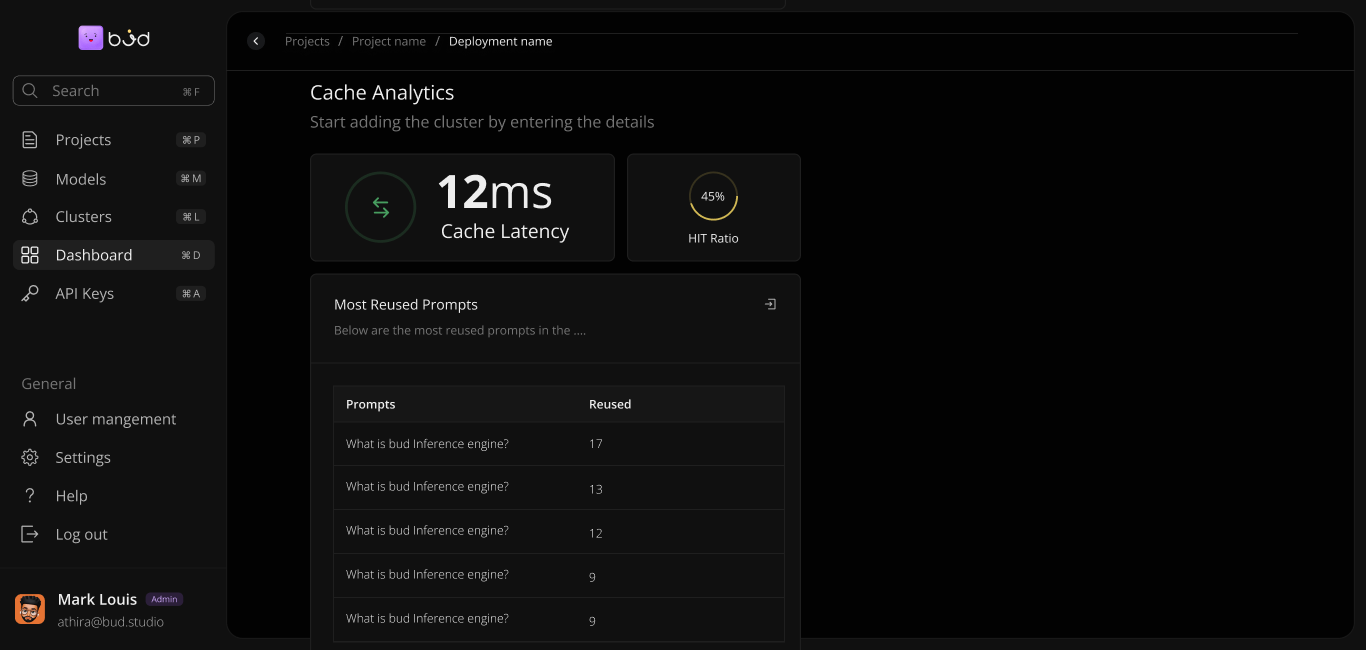 bud
Search ⌘ F
Projects ⌘ P
Models ⌘ M
Clusters ⌘ L
Dashboard ⌘ D
API Keys ⌘ A
General
User mangement
Settings
Help
Log out
Mark Louis Admin
athira@bud.studio
Projects / Project name / Deployment name
Cache Analytics
Start adding the cluster by entering the details
12ms
Cache Latency
45%
HIT Ratio
Most Reused Prompts
Below are the most reused prompts in the ....
Prompts Reused
What is bud Inference engine? 17
What is bud Inference engine? 13
What is bud Inference engine? 12
What is bud Inference engine? 9
What is bud Inference engine? 9